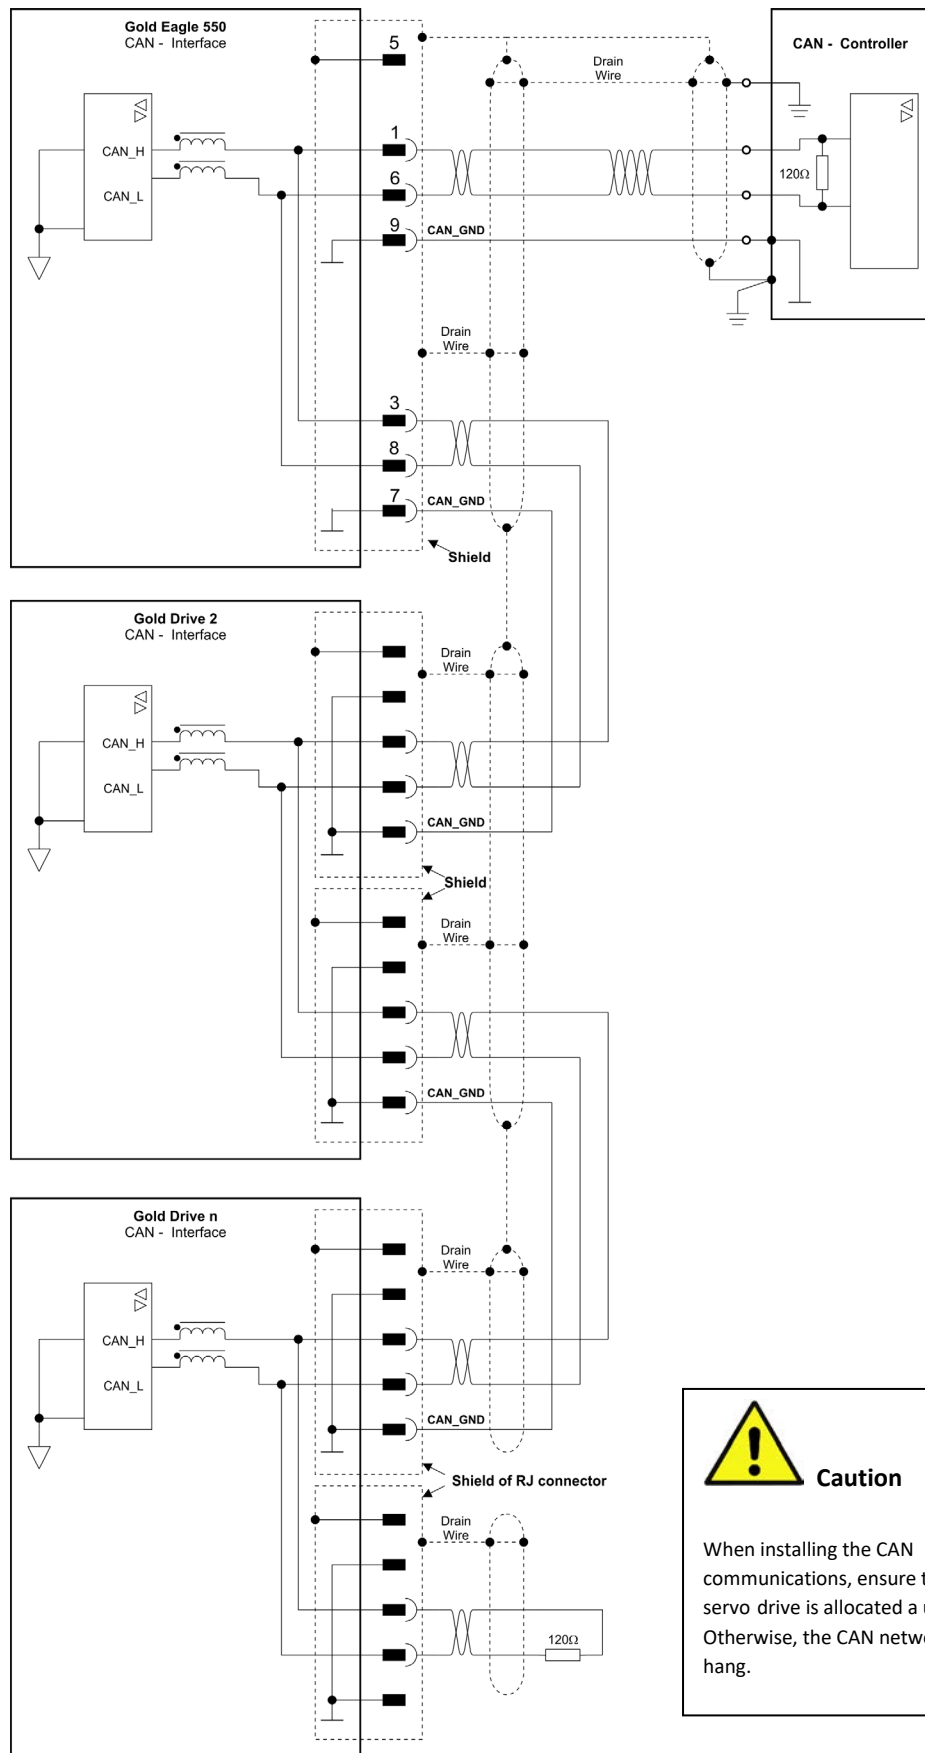 Gold Eagle 550
CAN - Interface
CAN_H
CAN_L
5
1
6
9
CAN_GND
Drain
Wire
CAN - Controller
120Ω
Drain
Wire
3
8
7
CAN_GND
Shield
Gold Drive 2
CAN - Interface
CAN_H
CAN_L
Drain
Wire
CAN_GND
Shield
Drain
Wire
CAN_GND
Gold Drive n
CAN - Interface
CAN_H
CAN_L
Drain
Wire
CAN_GND
Shield of RJ connector
Drain
Wire
120Ω
Caution
When installing the CAN
communications, ensure
servo drive is allocated a
Otherwise, the CAN
hang.